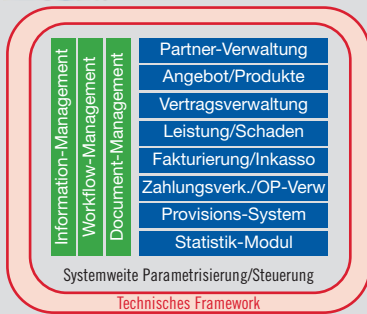 Information-Management
Workflow-Management
Document-Management
Partner-Verwaltung
Angebot/Produkte
Vertragsverwaltung
Leistung/Schaden
Fakturierung/Inkasso
Zahlungsverk./OP-Verw
Provisions-System
Statistik-Modul
Systemweite Parametrisierung/Steuerung
Technisches Framework